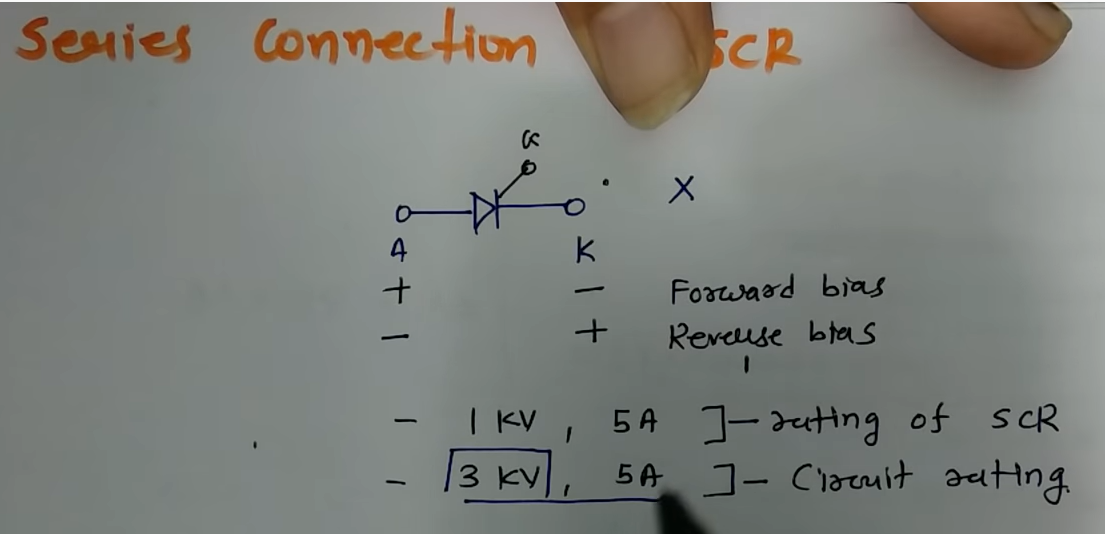 Series Connection SCR
G
X
A K
+ - Forward bias
- + Reverse bias
- 1 KV, 5A ]- rating of SCR
- 3 KV, 5A ]- Circuit rating.